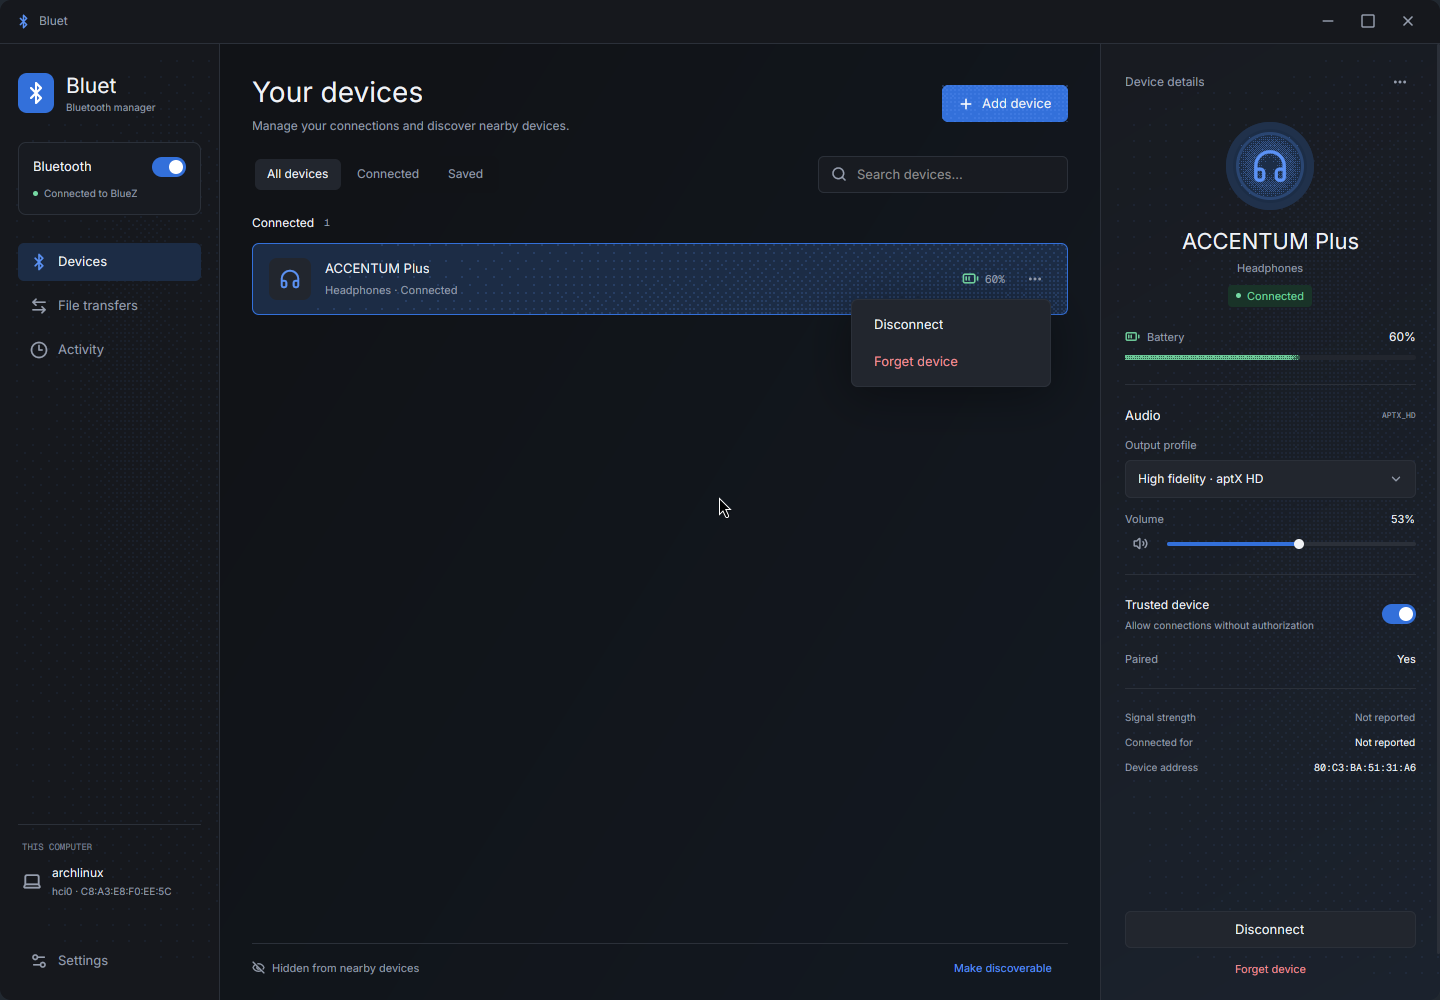 Bluet
Bluet
Bluetooth manager
Bluetooth
Connected to BlueZ
Devices
File transfers
Activity
THIS COMPUTER
archlinux
hci0 · C8:A3:E8:F0:EE:5C
Settings
Your devices
Manage your connections and discover nearby devices.
Add device
All devices
Connected
Saved
Search devices...
Connected 1
ACCENTUM Plus
Headphones · Connected
60%
Disconnect
Forget device
Hidden from nearby devices
Make discoverable
Device details
ACCENTUM Plus
Headphones
Connected
Battery 60%
Audio APTX_HD
Output profile
High fidelity · aptX HD
Volume 53%
Trusted device
Allow connections without authorization
Paired Yes
Signal strength Not reported
Connected for Not reported
Device address 80:C3:BA:51:31:A6
Disconnect
Forget device